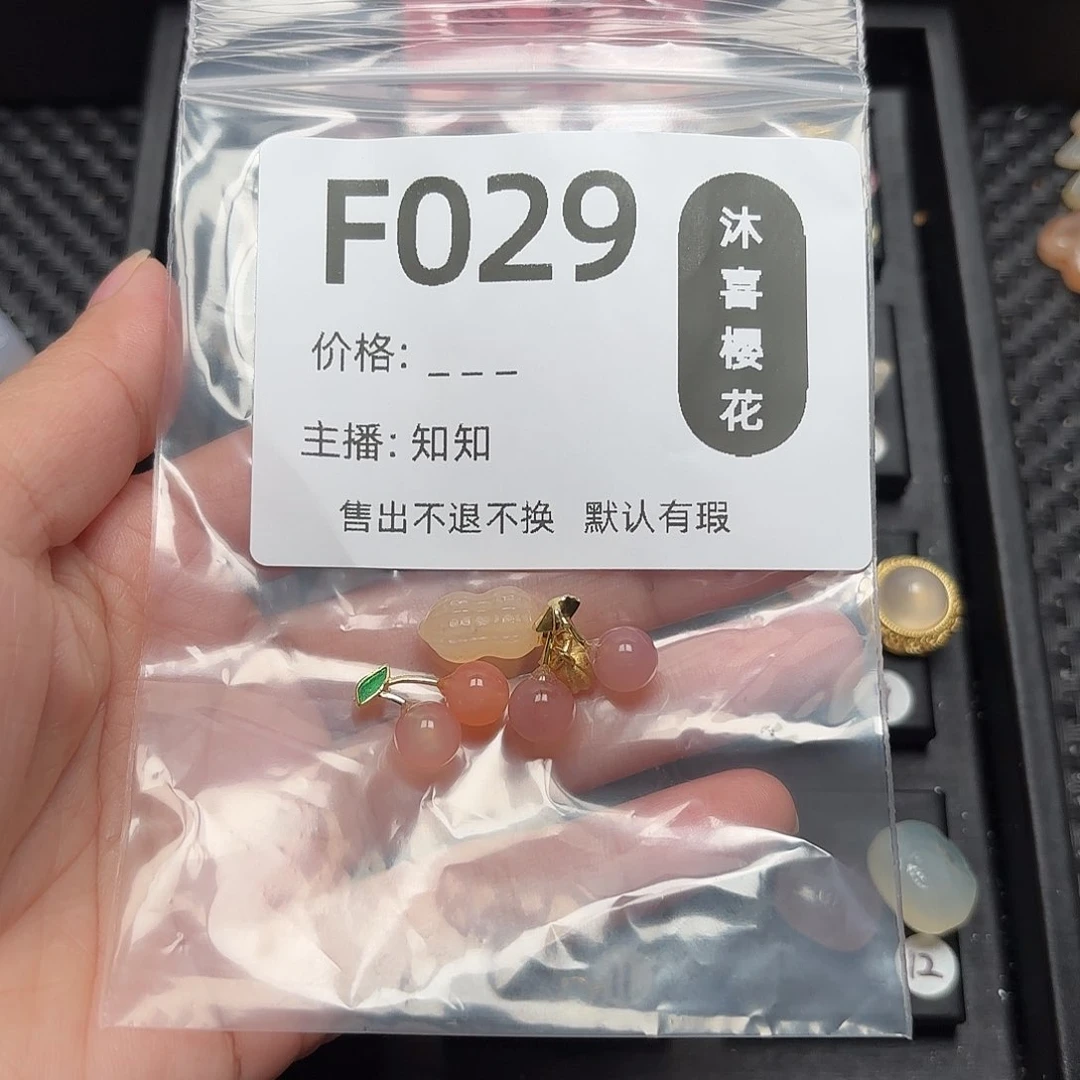 F029
沐喜樱花
价格: _ _ _
主播: 知知
售出不退不换 默认有瑕
12